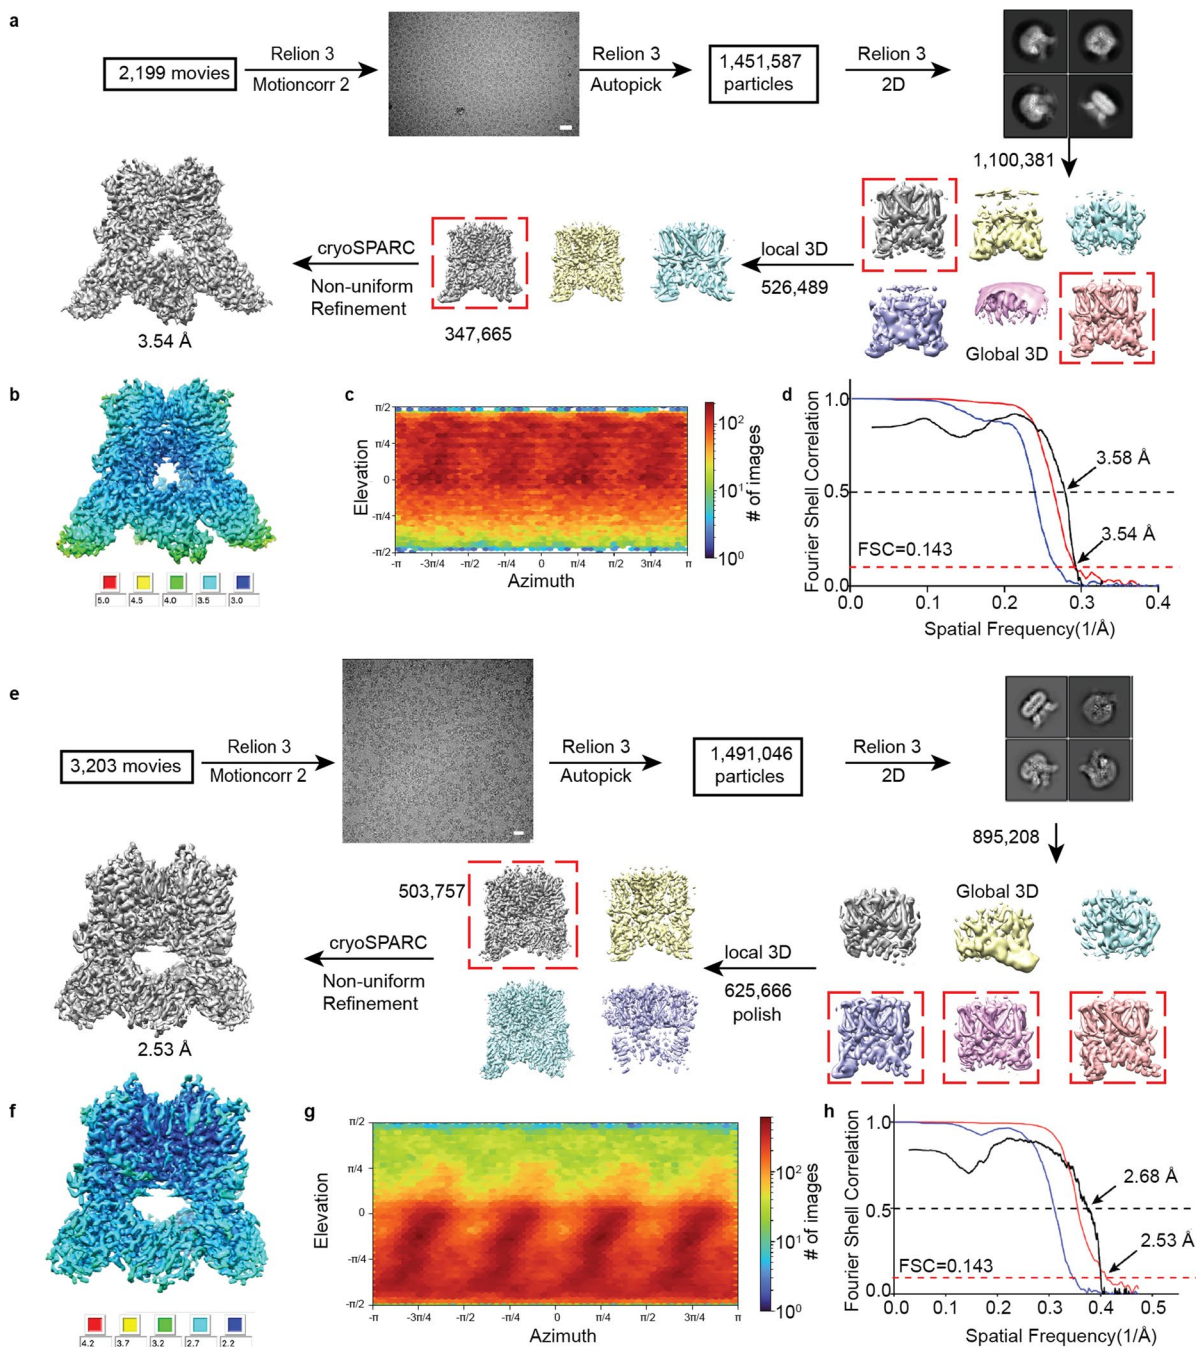 a
2,199 movies
Relion 3
Motioncorr 2
Relion 3
Autopick
1,451,587
particles
Relion 3
2D
1,100,381
3.54 Å
cryoSPARC
Non-uniform
Refinement
347,665
local 3D
526,489
Global 3D
b
5.0 4.5 4.0 3.5 3.0
c
Elevation
π/2
π/4
0
-π/4
-π/2
-π -3π/4 -π/2 -π/4 0 π/4 π/2 3π/4 π
Azimuth
10²
10¹
10⁰
# of images
d
Fourier Shell Correlation
1.0
0.5
0.0
3.58 Å
3.54 Å
FSC=0.143
0.0 0.1 0.2 0.3 0.4
Spatial Frequency(1/Å)
e
3,203 movies
Relion 3
Motioncorr 2
Relion 3
Autopick
1,491,046
particles
Relion 3
2D
895,208
2.53 Å
cryoSPARC
Non-uniform
Refinement
503,757
local 3D
625,666
polish
Global 3D
f
4.2 3.7 3.2 2.7 2.2
g
Elevation
π/2
π/4
0
-π/4
-π/2
-π -3π/4 -π/2 -π/4 0 π/4 π/2 3π/4 π
Azimuth
10²
10¹
10⁰
# of images
h
Fourier Shell Correlation
1.0
0.5
0.0
2.68 Å
2.53 Å
FSC=0.143
0.0 0.1 0.2 0.3 0.4 0.5
Spatial Frequency(1/Å)